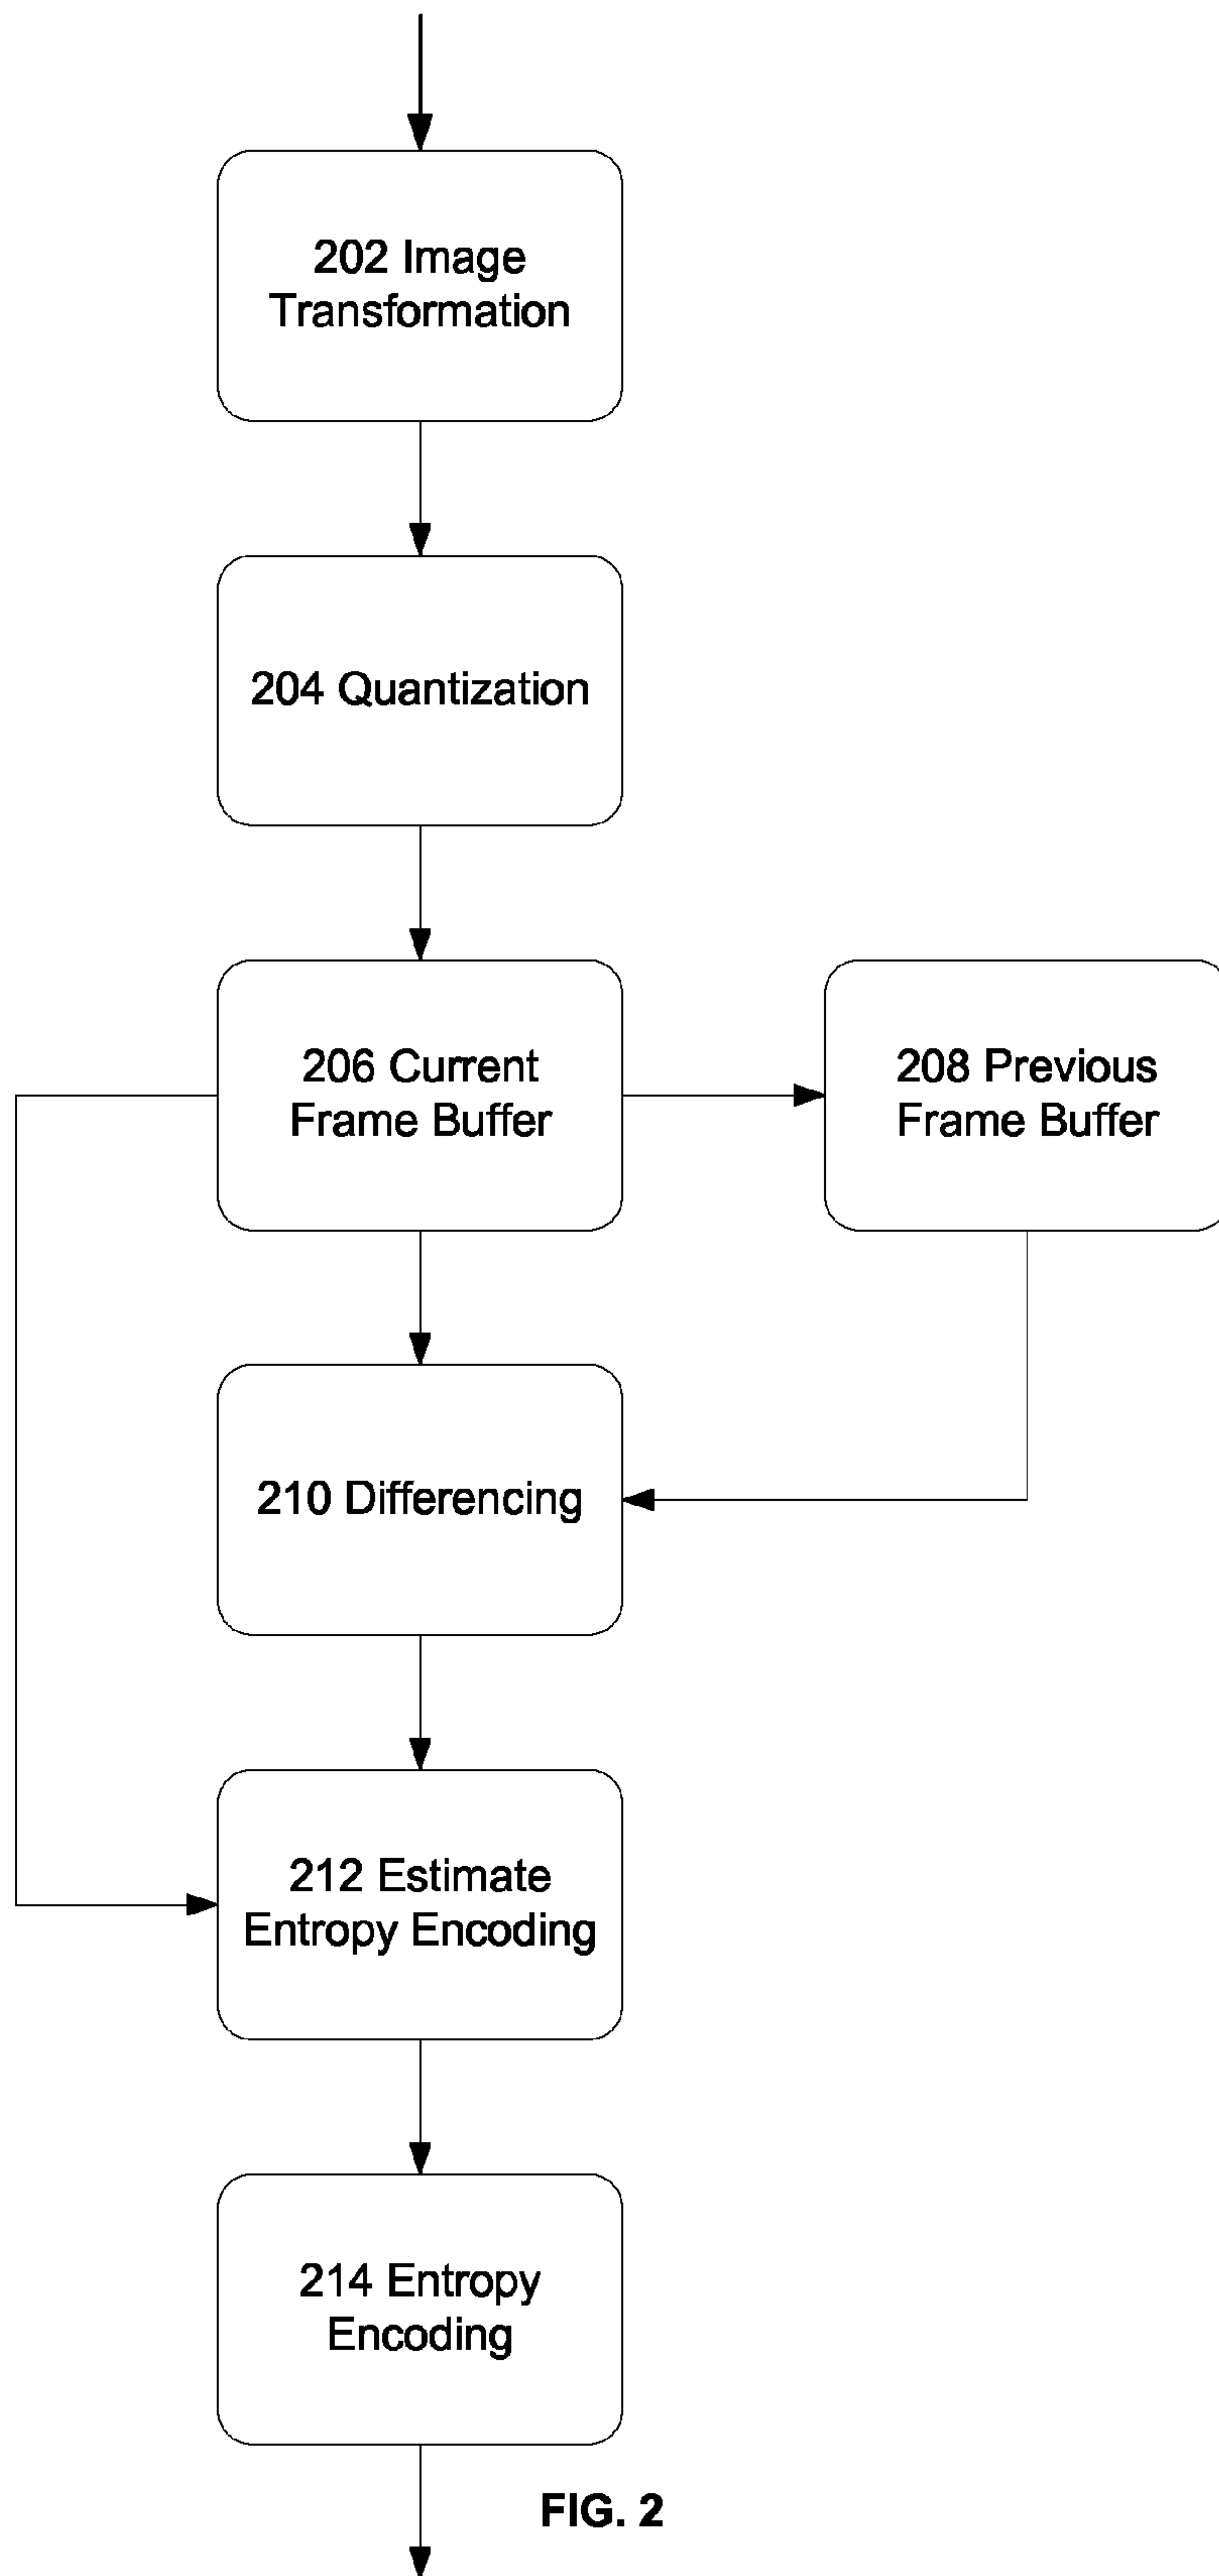 202 Image
Transformation
204 Quantization
206 Current
Frame Buffer
208 Previous
Frame Buffer
210 Differencing
212 Estimate
Entropy Encoding
214 Entropy
Encoding
FIG. 2